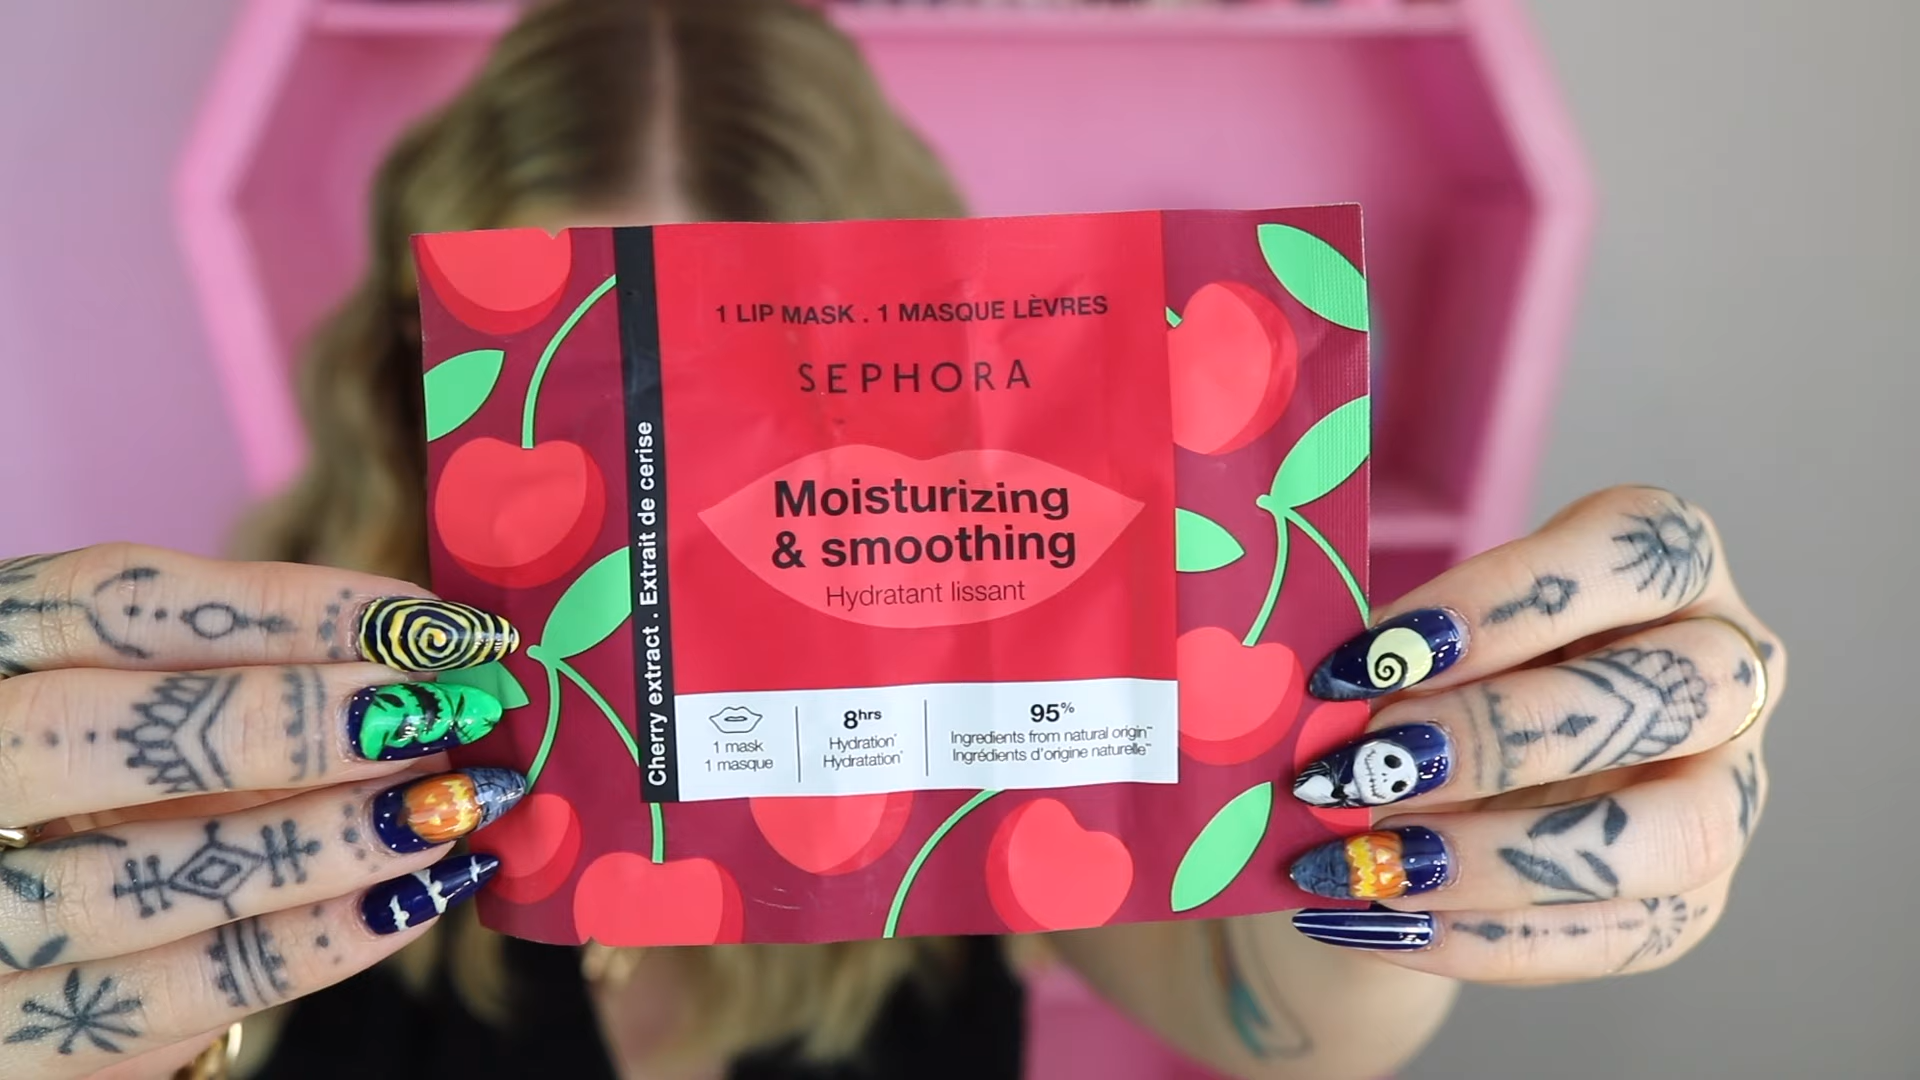 1 LIP MASK . 1 MASQUE LÈVRES
SEPHORA
Moisturizing
& smoothing
Hydratant lissant
Cherry extract . Extrait de cerise
1 mask
1 masque
8hrs
Hydration*
Hydratation*
95%
Ingredients from natural origin**
Ingrédients d'origine naturelle**